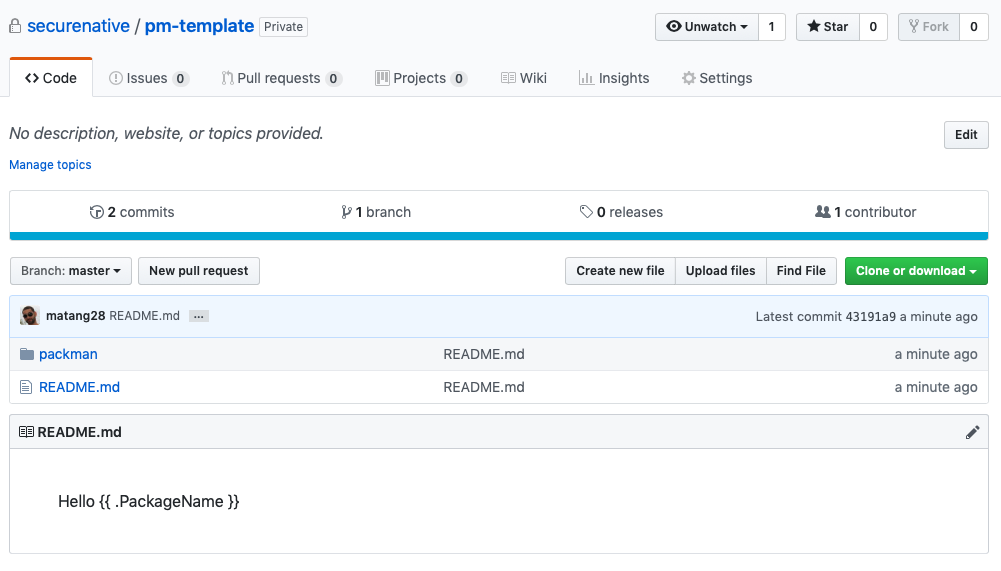 securenative / pm-template Private Unwatch 1 Star 0 Fork 0
Code Issues 0 Pull requests 0 Projects 0 Wiki Insights Settings
No description, website, or topics provided. Edit
Manage topics
2 commits 1 branch 0 releases 1 contributor
Branch: master New pull request Create new file Upload files Find File Clone or download
matang28 README.md ... Latest commit 43191a9 a minute ago
packman README.md a minute ago
README.md README.md a minute ago
README.md
Hello {{ .PackageName }}